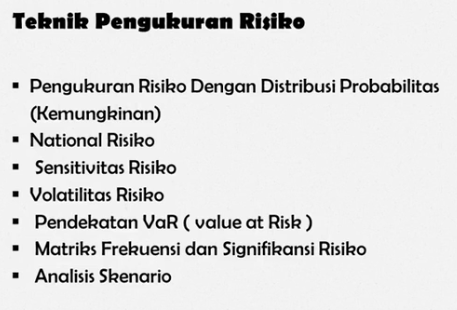 Teknik Pengukuran Risiko
▪ Pengukuran Risiko Dengan Distribusi Probabilitas
(Kemungkinan)
▪ National Risiko
▪ Sensitivitas Risiko
▪ Volatilitas Risiko
▪ Pendekatan VaR ( value at Risk )
▪ Matriks Frekuensi dan Signifikansi Risiko
▪ Analisis Skenario